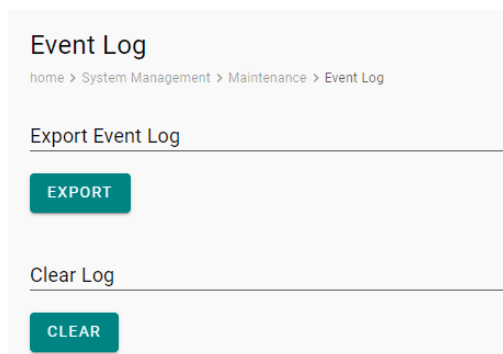 Event Log
home > System Management > Maintenance > Event Log
Export Event Log
EXPORT
Clear Log
CLEAR